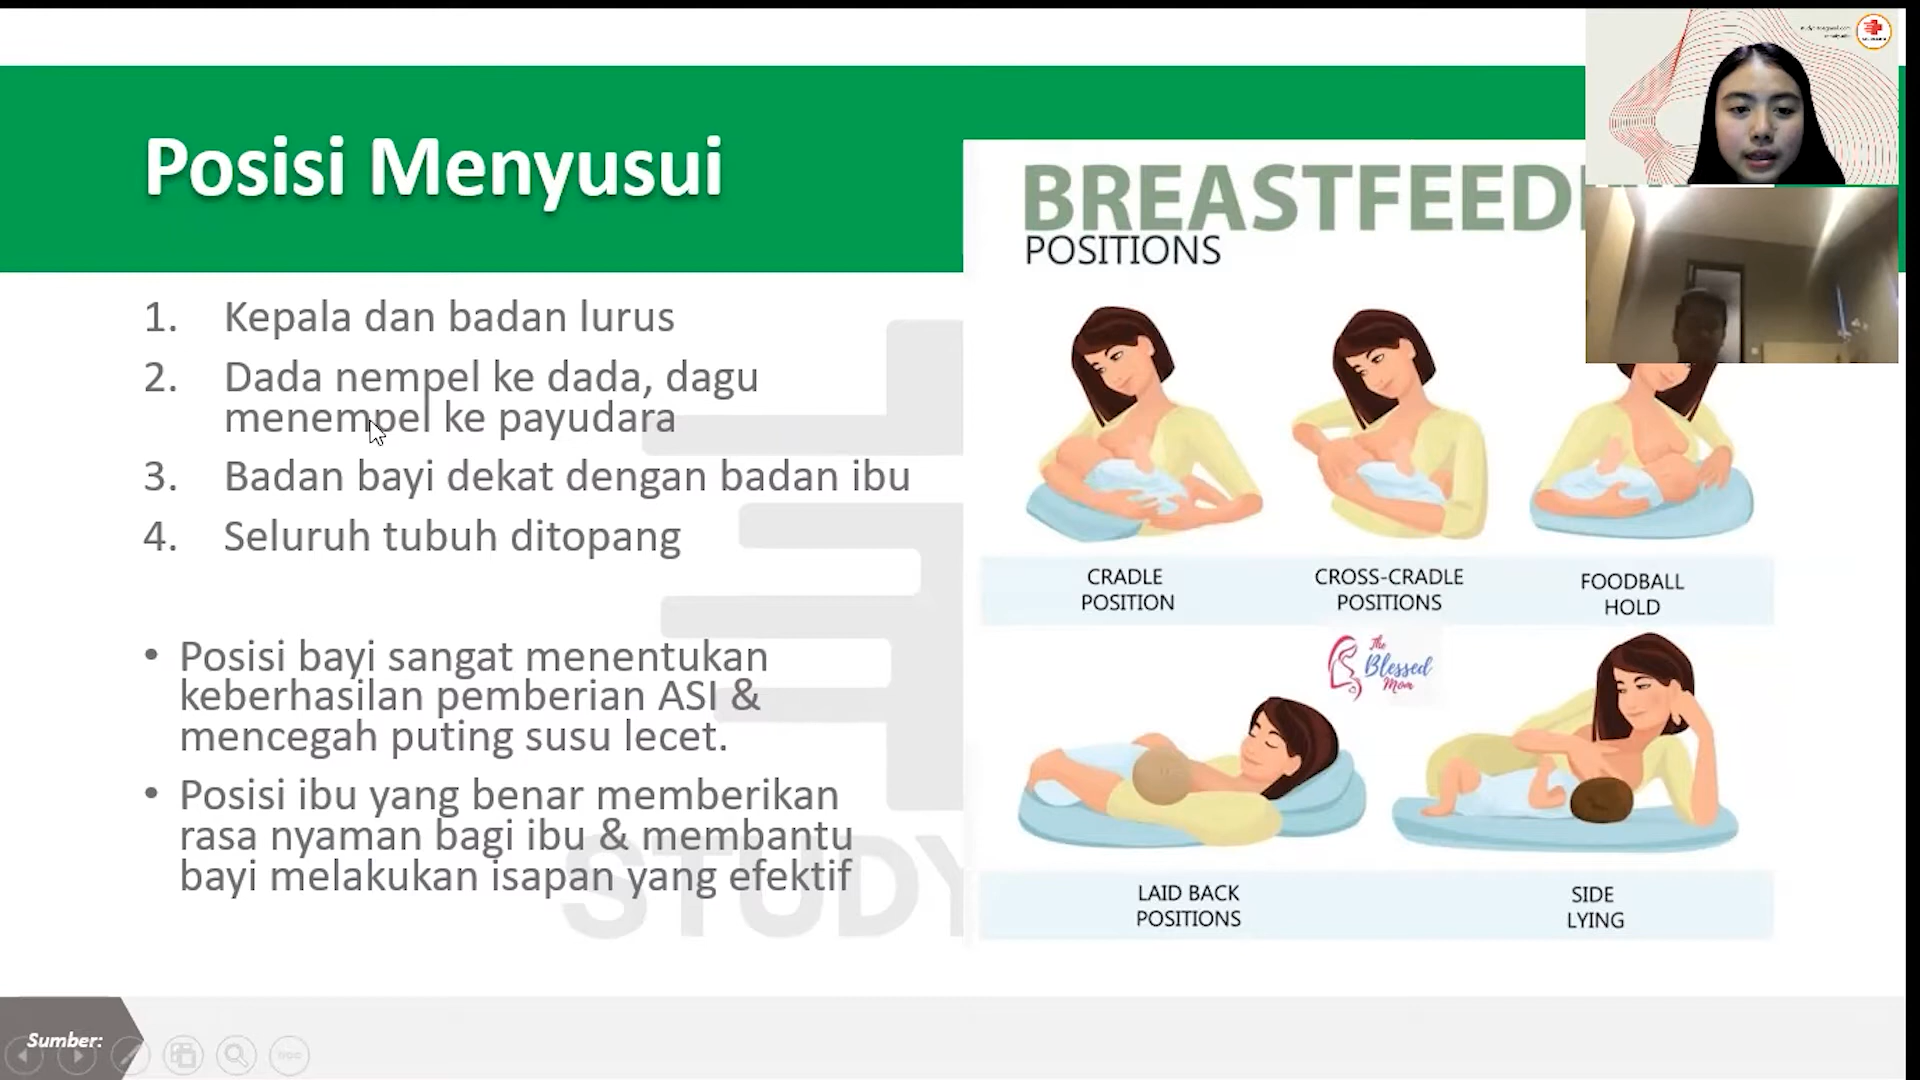 Posisi Menyusui
1. Kepala dan badan lurus
2. Dada nempel ke dada, dagu
menempel ke payudara
3. Badan bayi dekat dengan badan ibu
4. Seluruh tubuh ditopang
• Posisi bayi sangat menentukan
keberhasilan pemberian ASI &
mencegah puting susu lecet.
• Posisi ibu yang benar memberikan
rasa nyaman bagi ibu & membantu
bayi melakukan isapan yang efektif
STUDY
BREASTFEED
POSITIONS
CRADLE
POSITION
CROSS-CRADLE
POSITIONS
FOODBALL
HOLD
The
Blessed
Mom
LAID BACK
POSITIONS
SIDE
LYING
Sumber: